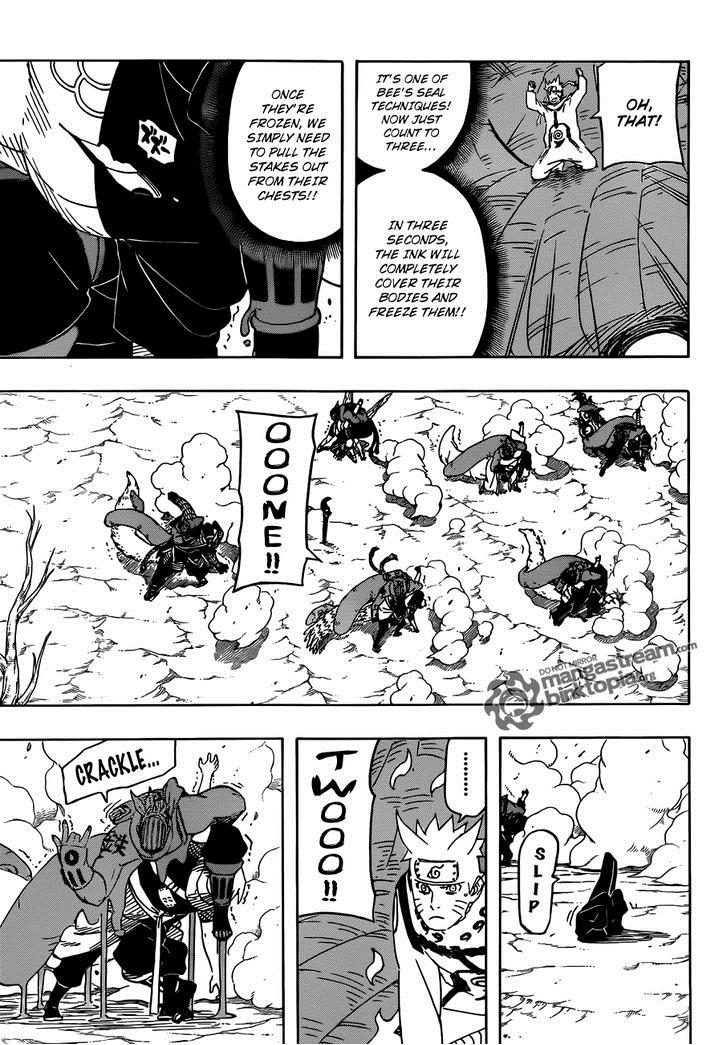 OH,
THAT!
IT'S ONE OF
BEE'S SEAL
TECHNIQUES!
NOW JUST
COUNT TO
THREE...
IN THREE
SECONDS,
THE INK WILL
COMPLETELY
COVER THEIR
BODIES AND
FREEZE THEM!!
ONCE
THEY'RE
FROZEN, WE
SIMPLY NEED
TO PULL THE
STAKES OUT
FROM THEIR
CHESTS!!
OOONE!!
DO NOT MIRROR
mangastream.com
binktopia.org
SLIP
.........
TWOOO!!
CRACKLE...